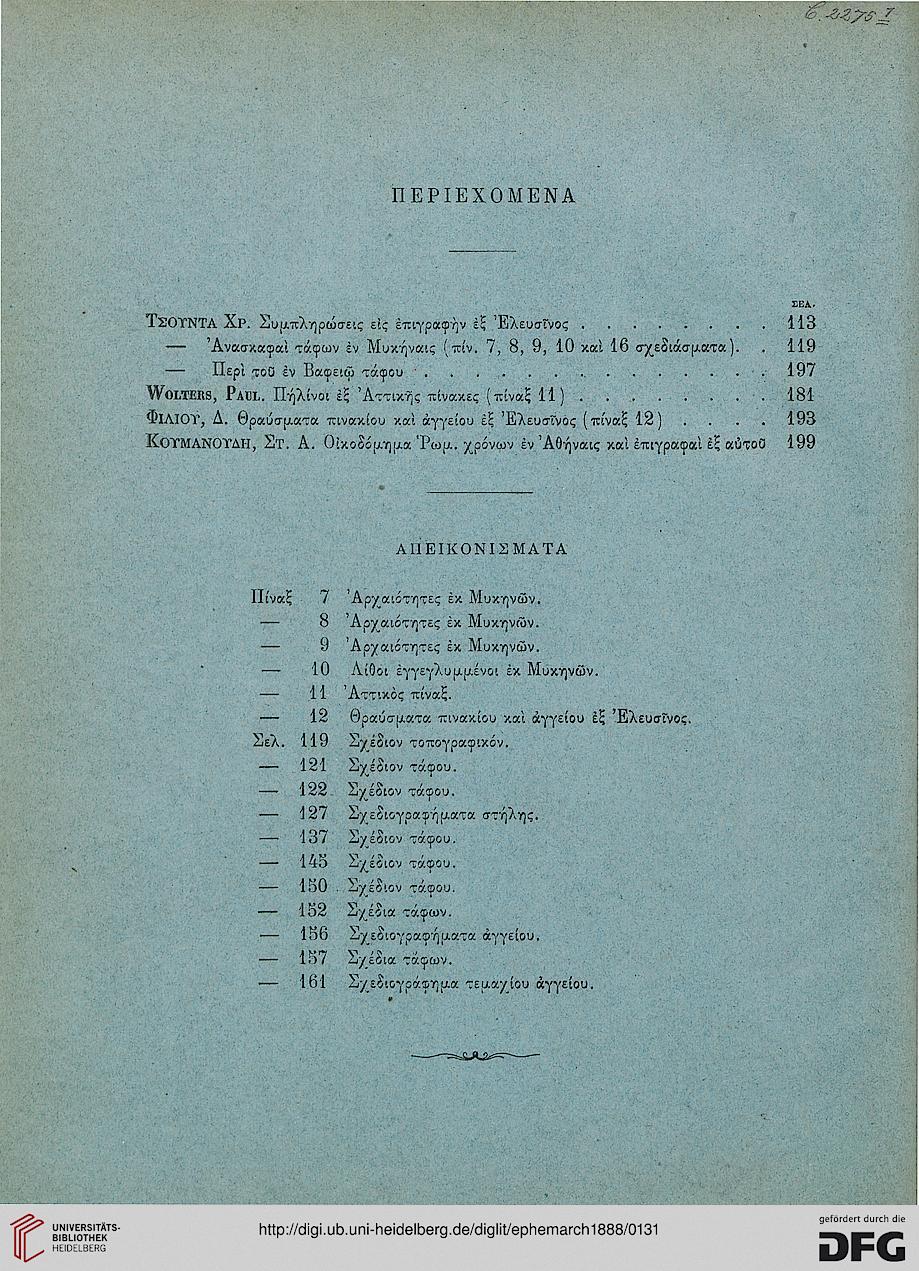 C. 2275 7
ΠΕΡΙΕΧΟΜΕΝΑ
ΣΕΛ.
ΤΣΟΥΝΤΑ ΧΡ. Συμπληρώσεις εἰς ἐπιγραφὴν ἐξ Ἐλευσῖνος . . . . . . . . 113
— Ἀνασκαφαὶ τάφων ἐν Μυκήναις (πίν. 7, 8, 9, 10 καὶ 16 σχεδιάσματα). . 119
— Περὶ τοῦ ἐν Βαφειῷ τάφου . . . . . . . . . . . . . . 197
WOLTERS, PAUL. Πήλίνοι ἐξ Ἀττικῆς πίνακες (πίναξ 11) . . . . . . . . 181
ΦΙΛΙΟΥ, Δ. Θραύσματα πινακίου καὶ ἀγγείου ἐξ Ἐλευσῖνος (πίναξ 12) . . . . 193
ΚΟΥΜΑΝΟΥΔΗ, ΣΤ. Α. Οἰκοδόμημα Ῥωμ. χρόνων ἐν Ἀθήναις καὶ ἐπιγραφαὶ ἐξ αὐτοῦ 199
ΑΠΕΙΚΟΝΙΣΜΑΤΑ
Πίναξ 7 Ἀρχαιότητες ἐκ Μυκηνῶν.
— 8 Ἀρχαιότητες ἐκ Μυκηνῶν.
— 9 Ἀρχαιότητες ἐκ Μυκηνῶν.
— 10 Λίθοι ἐγγεγλυμμένοι ἐκ Μυκηνῶν.
— 11 Ἀττικὸς πίναξ.
— 12 Θραύσματα πινακίου καὶ ἀγγείου ἐξ Ἐλευσῖνος.
Σελ. 119 Σχέδιον τοπογραφικόν.
— 121 Σχέδιον τάφου.
— 122 Σχέδιον τάφου.
— 127 Σχεδιογραφήματα στήλης.
— 137 Σχέδιον τάφου.
— 145 Σχέδιον τάφου.
— 150 Σχέδιον τάφου.
— 152 Σχέδια τάφων.
— 156 Σχεδιογραφήματα ἀγγείου.
— 157 Σχέδια τάφων.
— 161 Σχεδιογράφημα τεμαχίου ἀγγείου.
UNIVERSITÄTS-
BIBLIOTHEK
HEIDELBERG
http://digi.ub.uni-heidelberg.de/diglit/ephemarch1888/0131
gefördert durch die
DFG